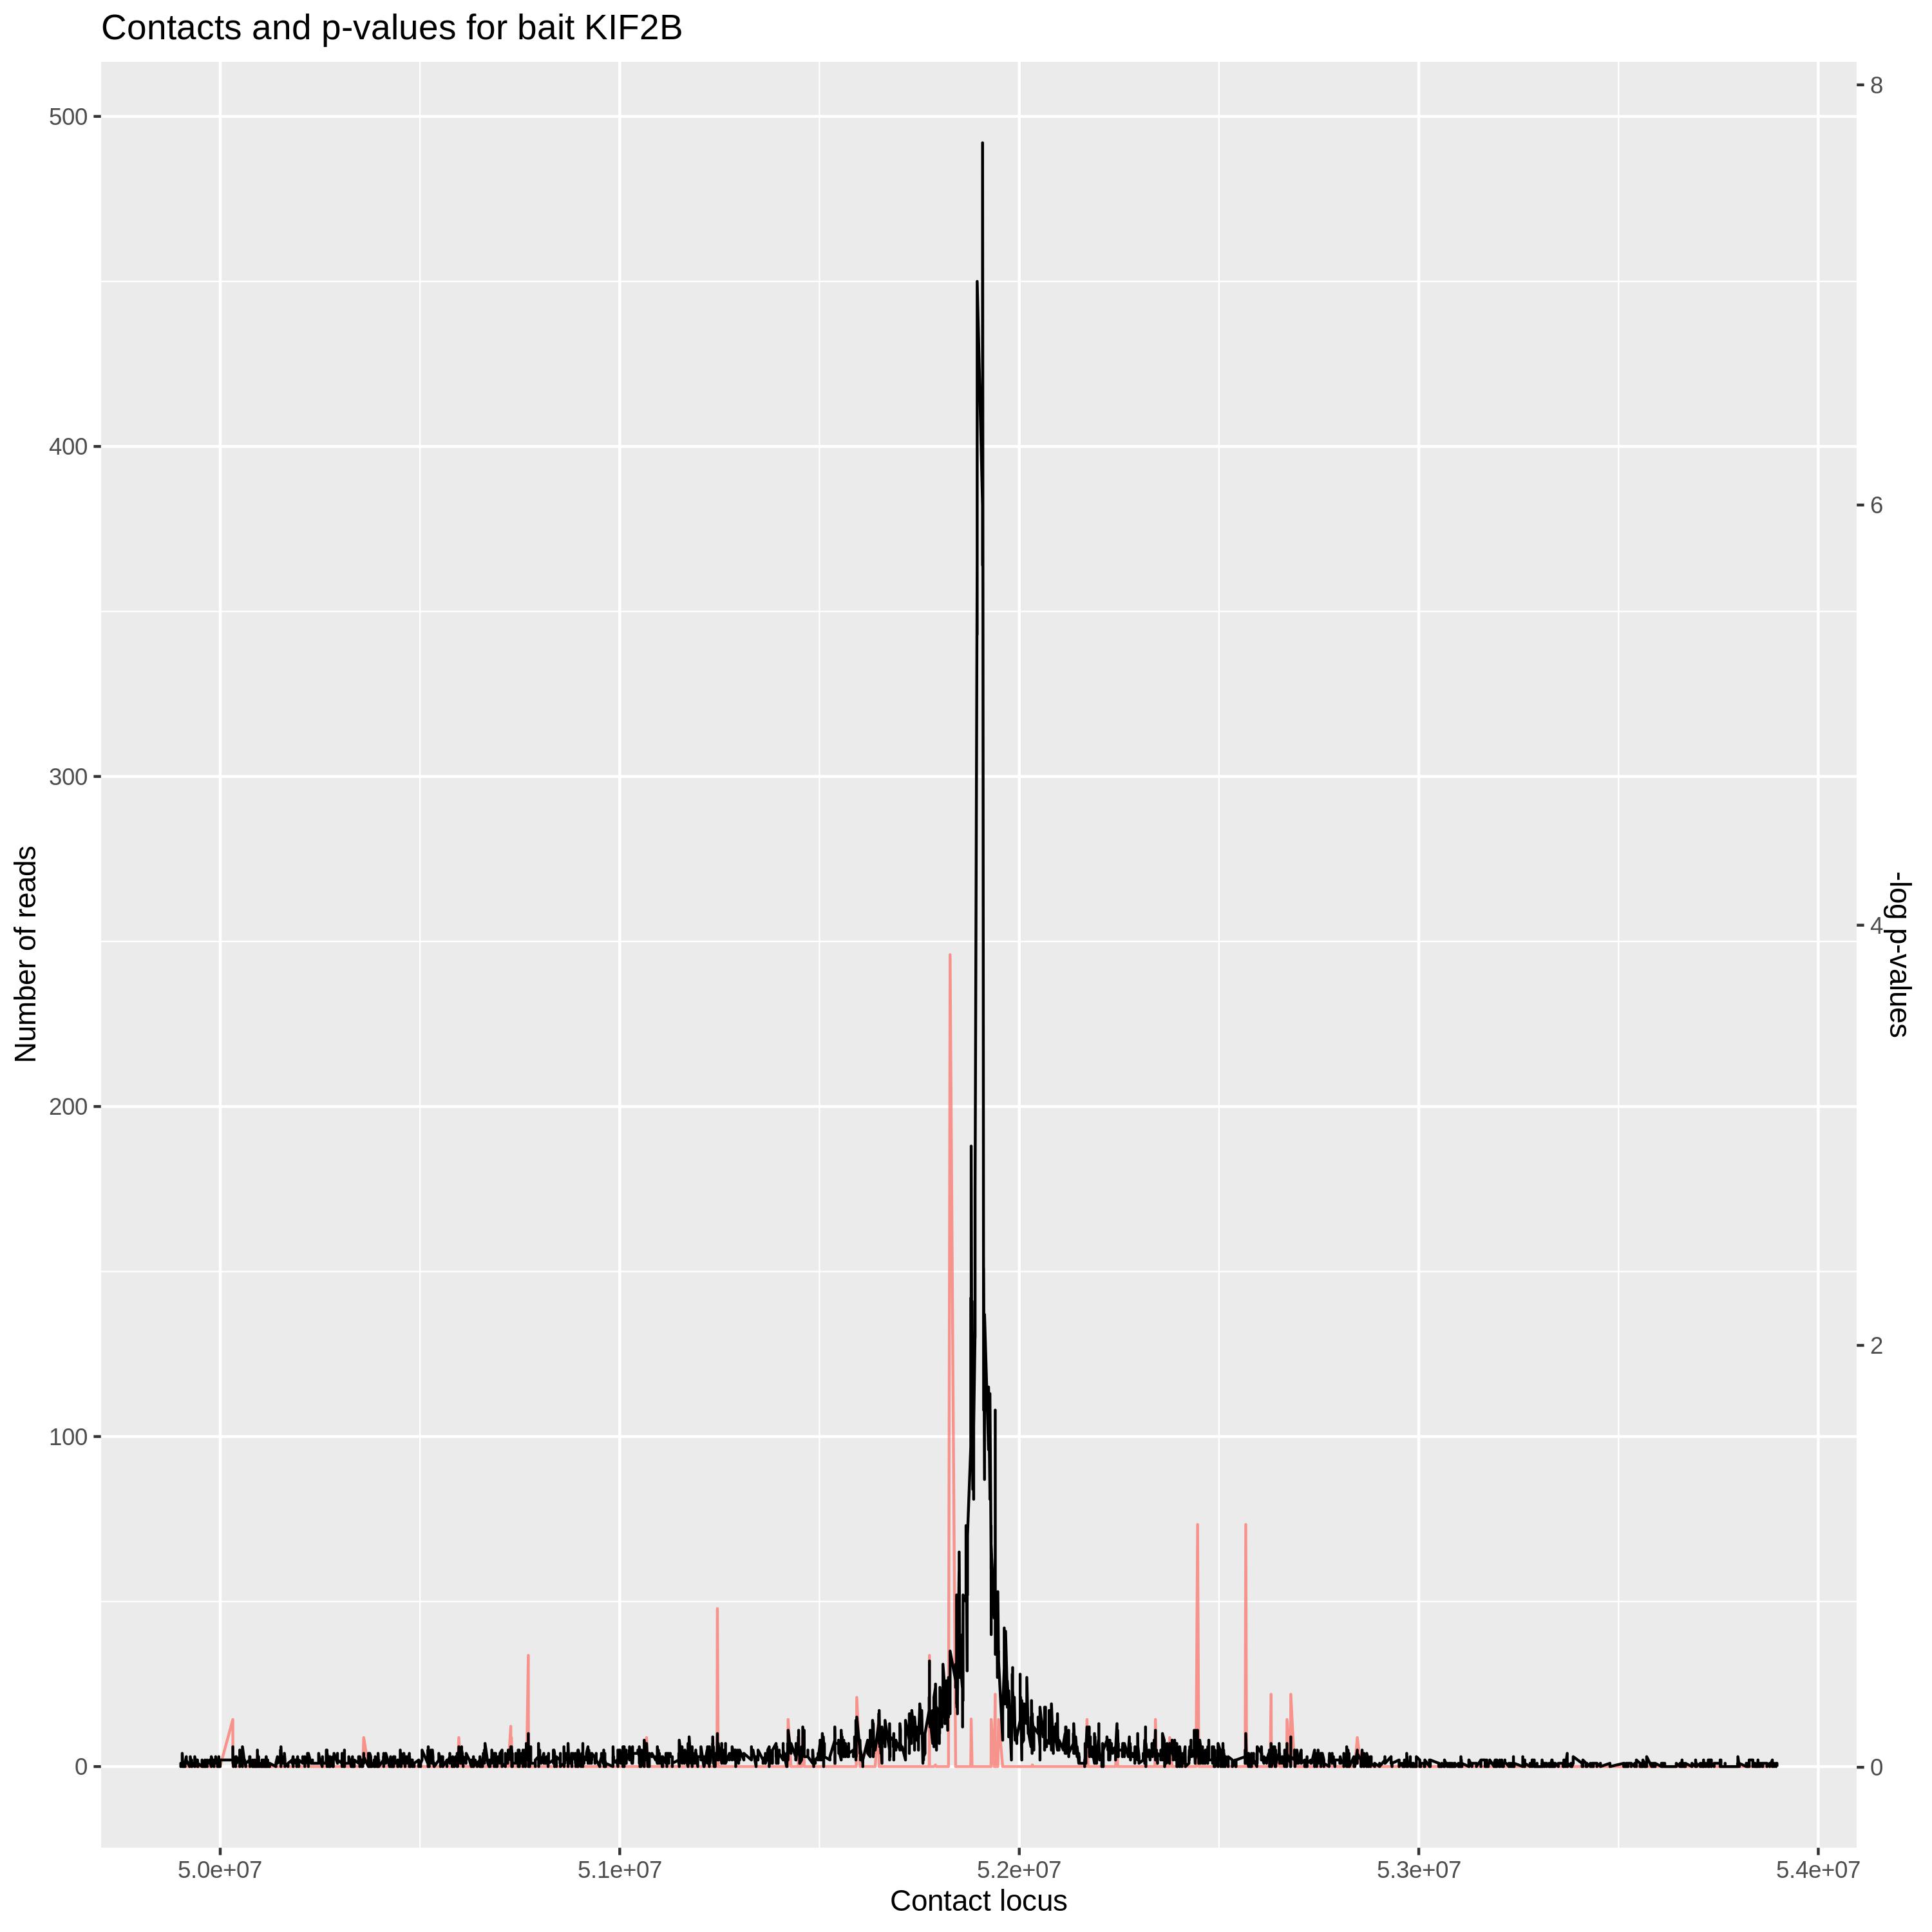 Contacts and p-values for bait KIF2B
500
400
300
200
100
0
Number of reads
8
6
4
2
0
-log p-values
5.0e+07 5.1e+07 5.2e+07 5.3e+07 5.4e+07
Contact locus